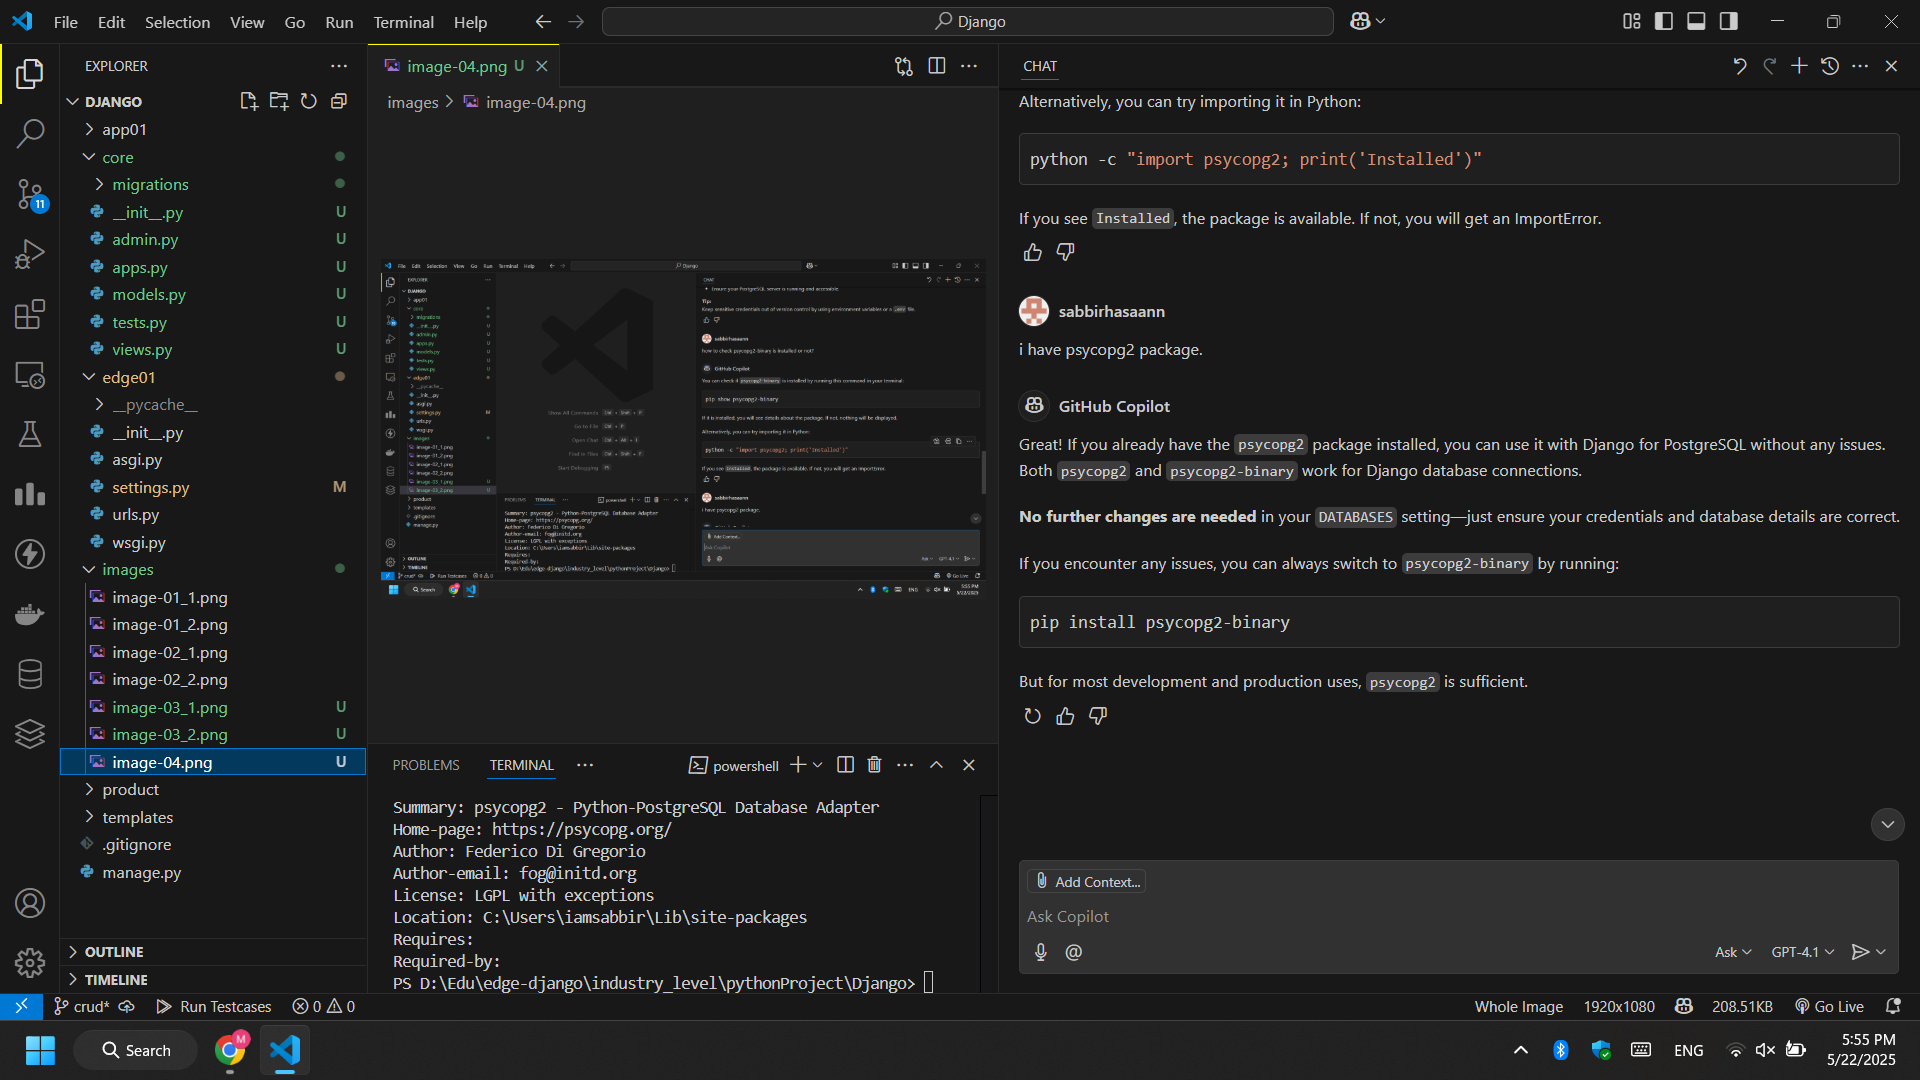 File Edit Selection View Go Run Terminal Help
Django
EXPLORER
DJANGO
app01
core
migrations
__init__.py U
admin.py U
apps.py U
models.py U
tests.py U
views.py U
edge01
__pycache__
__init__.py
asgi.py
settings.py M
urls.py
wsgi.py
images
image-01_1.png
image-01_2.png
image-02_1.png
image-02_2.png
image-03_1.png U
image-03_2.png U
image-04.png U
product
templates
.gitignore
manage.py
OUTLINE
TIMELINE
11
image-04.png U
images > image-04.png
PROBLEMS TERMINAL
powershell
Summary: psycopg2 - Python-PostgreSQL Database Adapter
Home-page: https://psycopg.org/
Author: Federico Di Gregorio
Author-email: fog@initd.org
License: LGPL with exceptions
Location: C:\Users\iamsabbir\Lib\site-packages
Requires:
Required-by:
PS D:\Edu\edge-django\industry_level\pythonProject\Django>
CHAT
Alternatively, you can try importing it in Python:
python -c "import psycopg2; print('Installed')"
If you see Installed, the package is available. If not, you will get an ImportError.
sabbirhasaann
i have psycopg2 package.
GitHub Copilot
Great! If you already have the psycopg2 package installed, you can use it with Django for PostgreSQL without any issues.
Both psycopg2 and psycopg2-binary work for Django database connections.
No further changes are needed in your DATABASES setting—just ensure your credentials and database details are correct.
If you encounter any issues, you can always switch to psycopg2-binary by running:
pip install psycopg2-binary
But for most development and production uses, psycopg2 is sufficient.
Add Context...
Ask Copilot
Ask GPT-4.1
crud* Run Testcases 0 0
Whole Image 1920x1080 208.51KB Go Live
Search
M
ENG
5:55 PM
5/22/2025